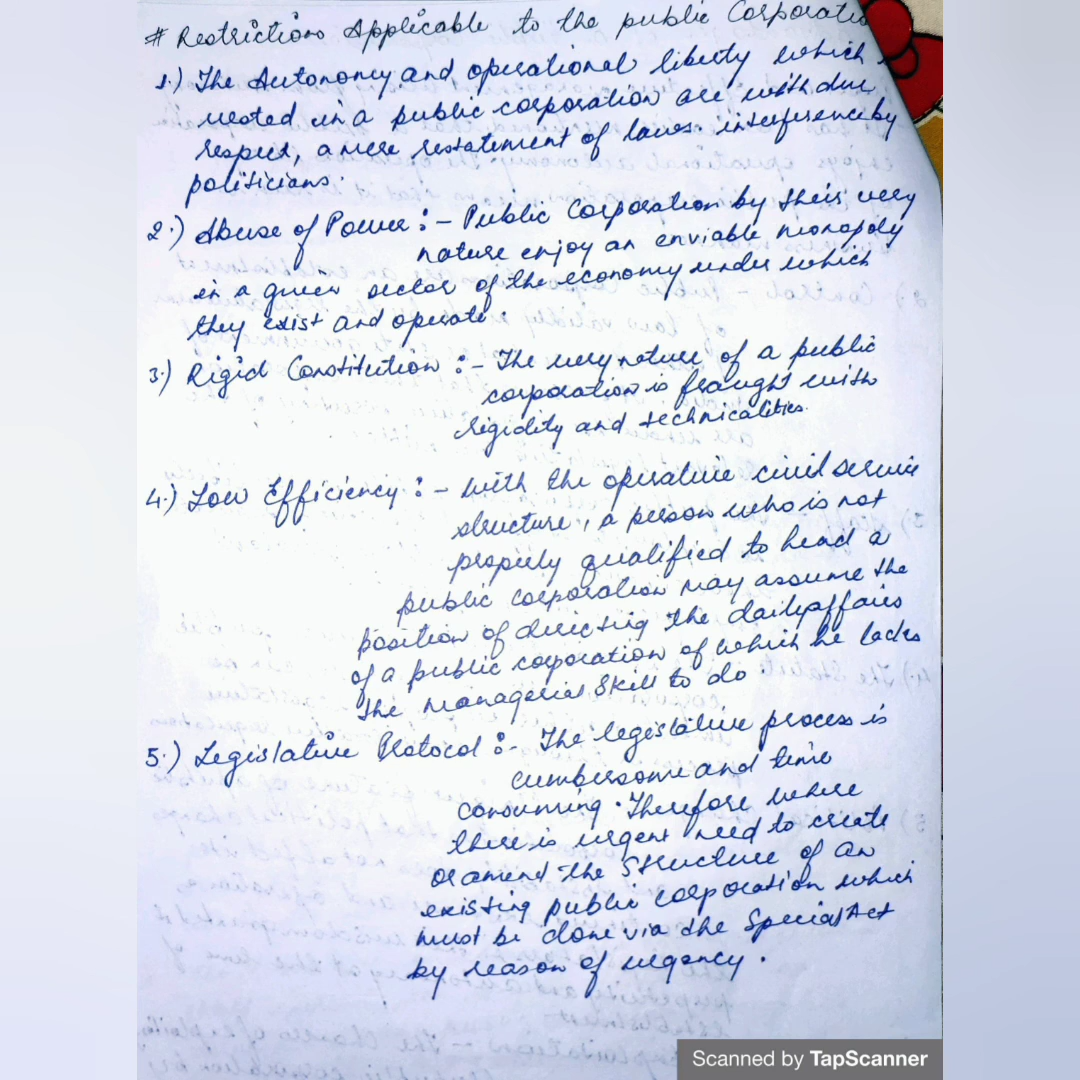 # Restrictions Applicable to the public Corporatio
1.) The Autonomy and operational liberty which
vested in a public corporation are with due
respect, a mere restatement of laws. interference by
politicians.
2.) Abuse of Power :- Public Corporation by their very
nature enjoy an enviable monopoly
in a given sector of the economy under which
they exist and operate.
3.) Rigid Constitution :- The very nature of a public
corporation is fraught with
rigidity and technicalities.
4.) Low Efficiency :- with the operative civil service
structure, a person who is not
properly qualified to head a
public corporation may assume the
position of directing the daily affairs
of a public corporation of which he lacks
the managerial skill to do.
5.) Legislative Protocol :- The legislative process is
cumbersome and time
consuming. Therefore where
there is urgent need to create
or amend the structure of an
existing public corporation which
must be done via the Special Act
by reason of urgency.
Scanned by TapScanner